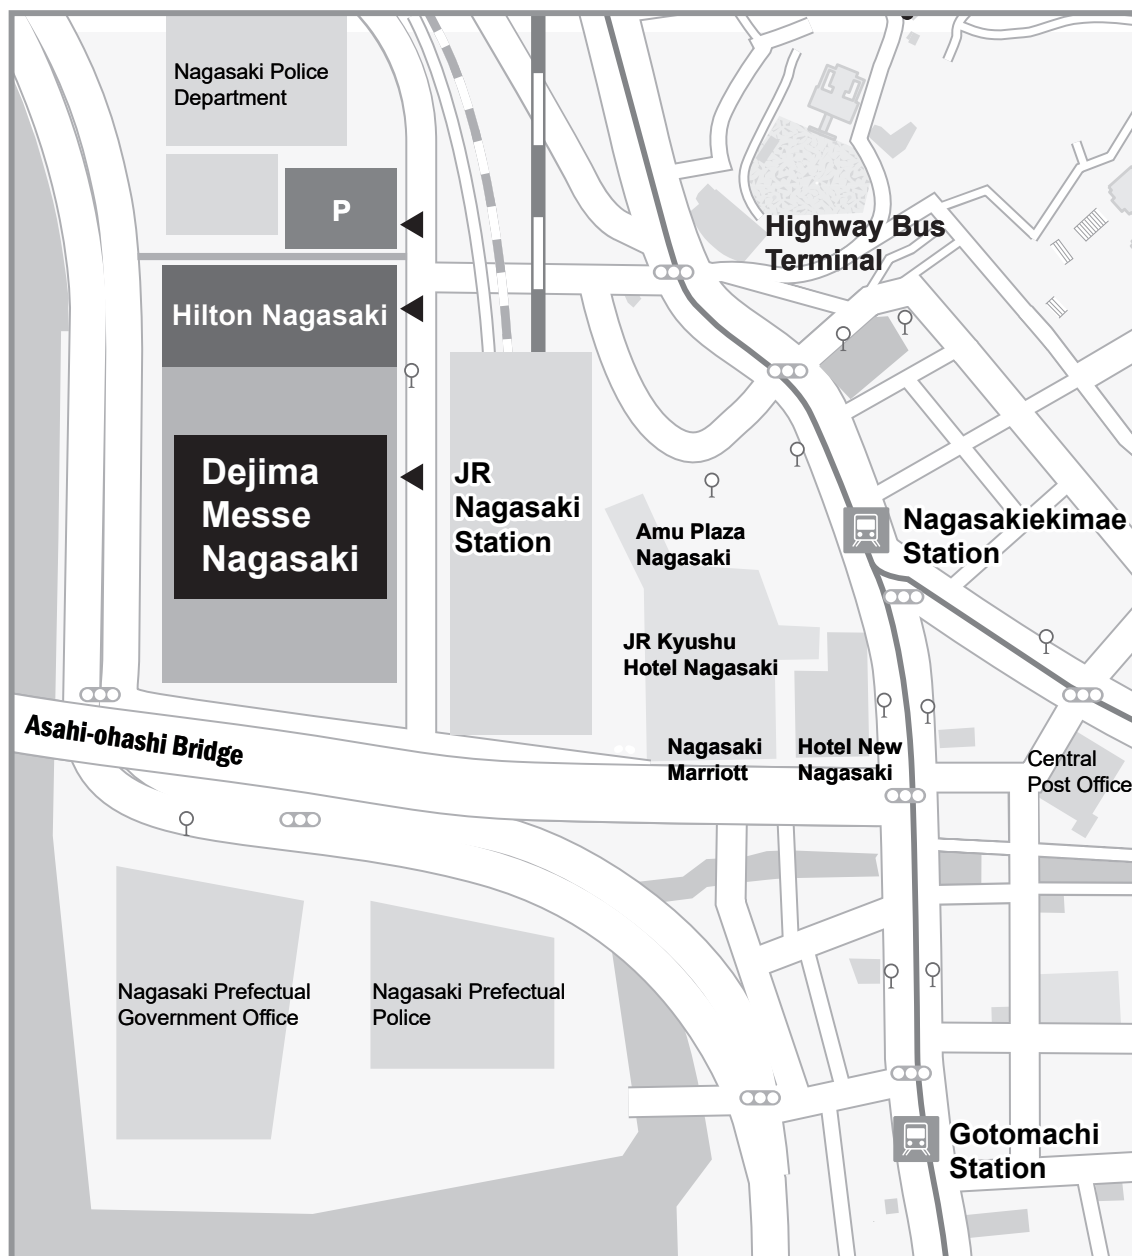 Nagasaki Police
Department
P
Highway Bus
Terminal
Hilton Nagasaki
Dejima
Messe
Nagasaki
JR
Nagasaki
Station
Amu Plaza
Nagasaki
Nagasakiekimae
Station
JR Kyushu
Hotel Nagasaki
Asahi-ohashi Bridge
Nagasaki
Marriott
Hotel New
Nagasaki
Central
Post Office
Nagasaki Prefectual
Government Office
Nagasaki Prefectual
Police
Gotomachi
Station